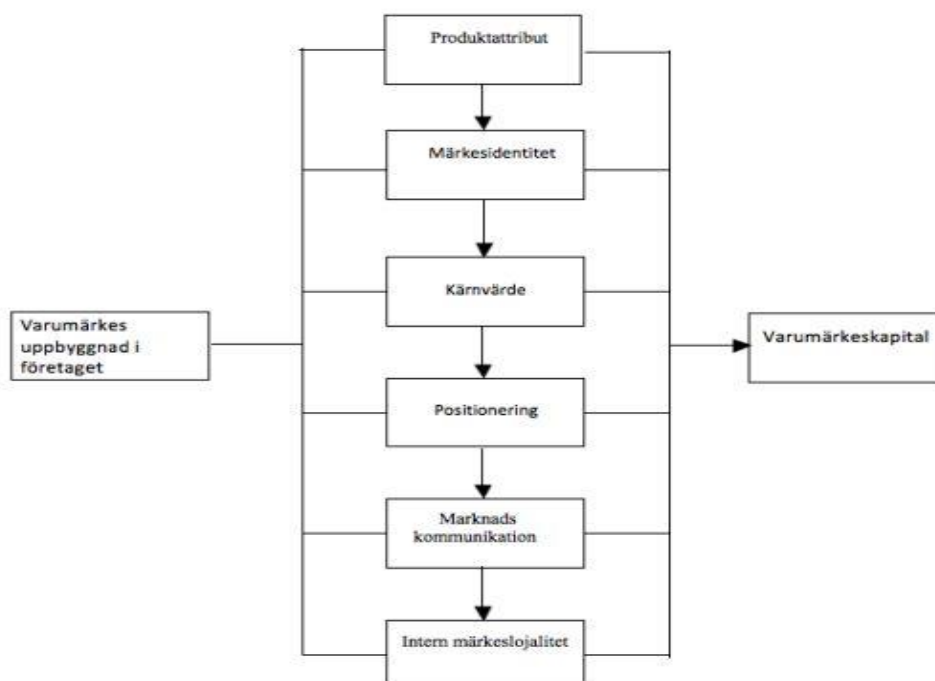 Produktattribut
Märkesidentitet
Kärnvärde
Varumärkes
uppbyggnad i
företaget
Varumärkeskapital
Positionering
Marknads
kommunikation
Intern märkeslojalitet